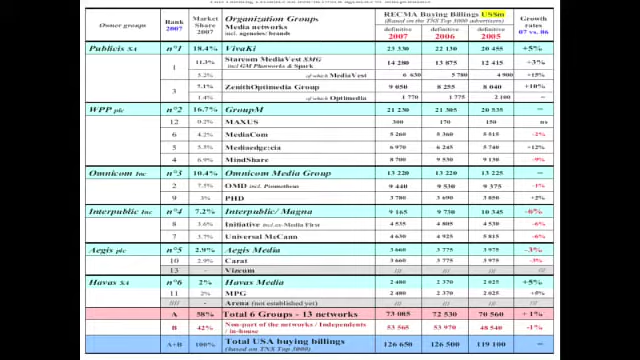 Owner groups Rank 2007 Market Share 2007 Organization Groups Media networks incl. agencies/brands RECMA Buying Billings US$m (Based on the TNS Top 3000 advertisers) Growth rates 07 vs. 06
definitive 2007 definitive 2006 definitive 2005
Publicis SA n°1 18.4% VivaKi 23 330 22 130 20 455 +5%
1 11.3% Starcom MediaVest SMG incl GM Planworks & Spark 14 280 13 875 12 415 +3%
5.2% of which MediaVest 6 630 5 780 4 900 +15%
3 7.1% ZenithOptimedia Group 9 050 8 255 8 040 +10%
1.4% of which Optimedia 1 770 1 775 2 100 –
WPP plc n°2 16.7% GroupM 21 230 21 305 20 535 –
12 0.2% MAXUS 300 170 150 ns
6 4.2% MediaCom 5 260 5 360 5 515 -2%
5 5.5% Mediaedge:cia 6 970 6 245 5 740 +12%
4 6.9% MindShare 8 700 9 530 9 130 -9%
Omnicom Inc n°3 10.4% Omnicom Media Group 13 220 13 220 13 225 –
2 7.5% OMD incl. Prometheus 9 440 9 530 9 375 -1%
9 3% PHD 3 780 3 690 3 850 +2%
Interpublic Inc n°4 7.2% Interpublic/ Magna 9 165 9 730 10 345 -6%
8 3.6% Initiative 4 535 4 805 4 530 -6%
7 3.7% Universal McCann 4 630 4 925 5 815 -6%
Aegis plc n°5 2.9% Aegis Media 3 660 3 775 3 975 -3%
10 2.9% Carat 3 660 3 775 3 975 -3%
13 - Vizeum /// /// ///
Havas SA n°6 2% Havas Media 2 480 2 370 2 025 +5%
11 2% MPG 2 480 2 370 2 025 +5%
//// - Arena (not established yet) /// /// ///
A 58% Total 6 Groups - 13 networks 73 085 72 530 70 560 +1%
B 42% Non-part of the networks / Independents / in-house 53 565 53 970 48 540 -1%
A+B 100% Total USA buying billings (based on TNS Top 3000) 126 650 126 500 119 100 –